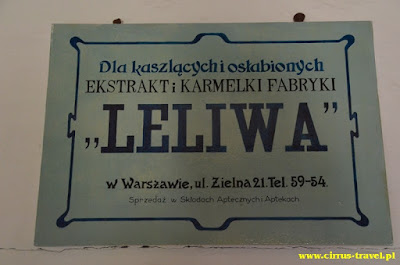 Dla kaszlących i osłabionych
EKSTRAKT i KARMELKI FABRYKI
„LELIWA”
w Warszawie, ul. Zielna 21. Tel. 59-54.
Sprzedaż w Składach Aptecznych i Aptekach.
www.cirrus-travel.pl